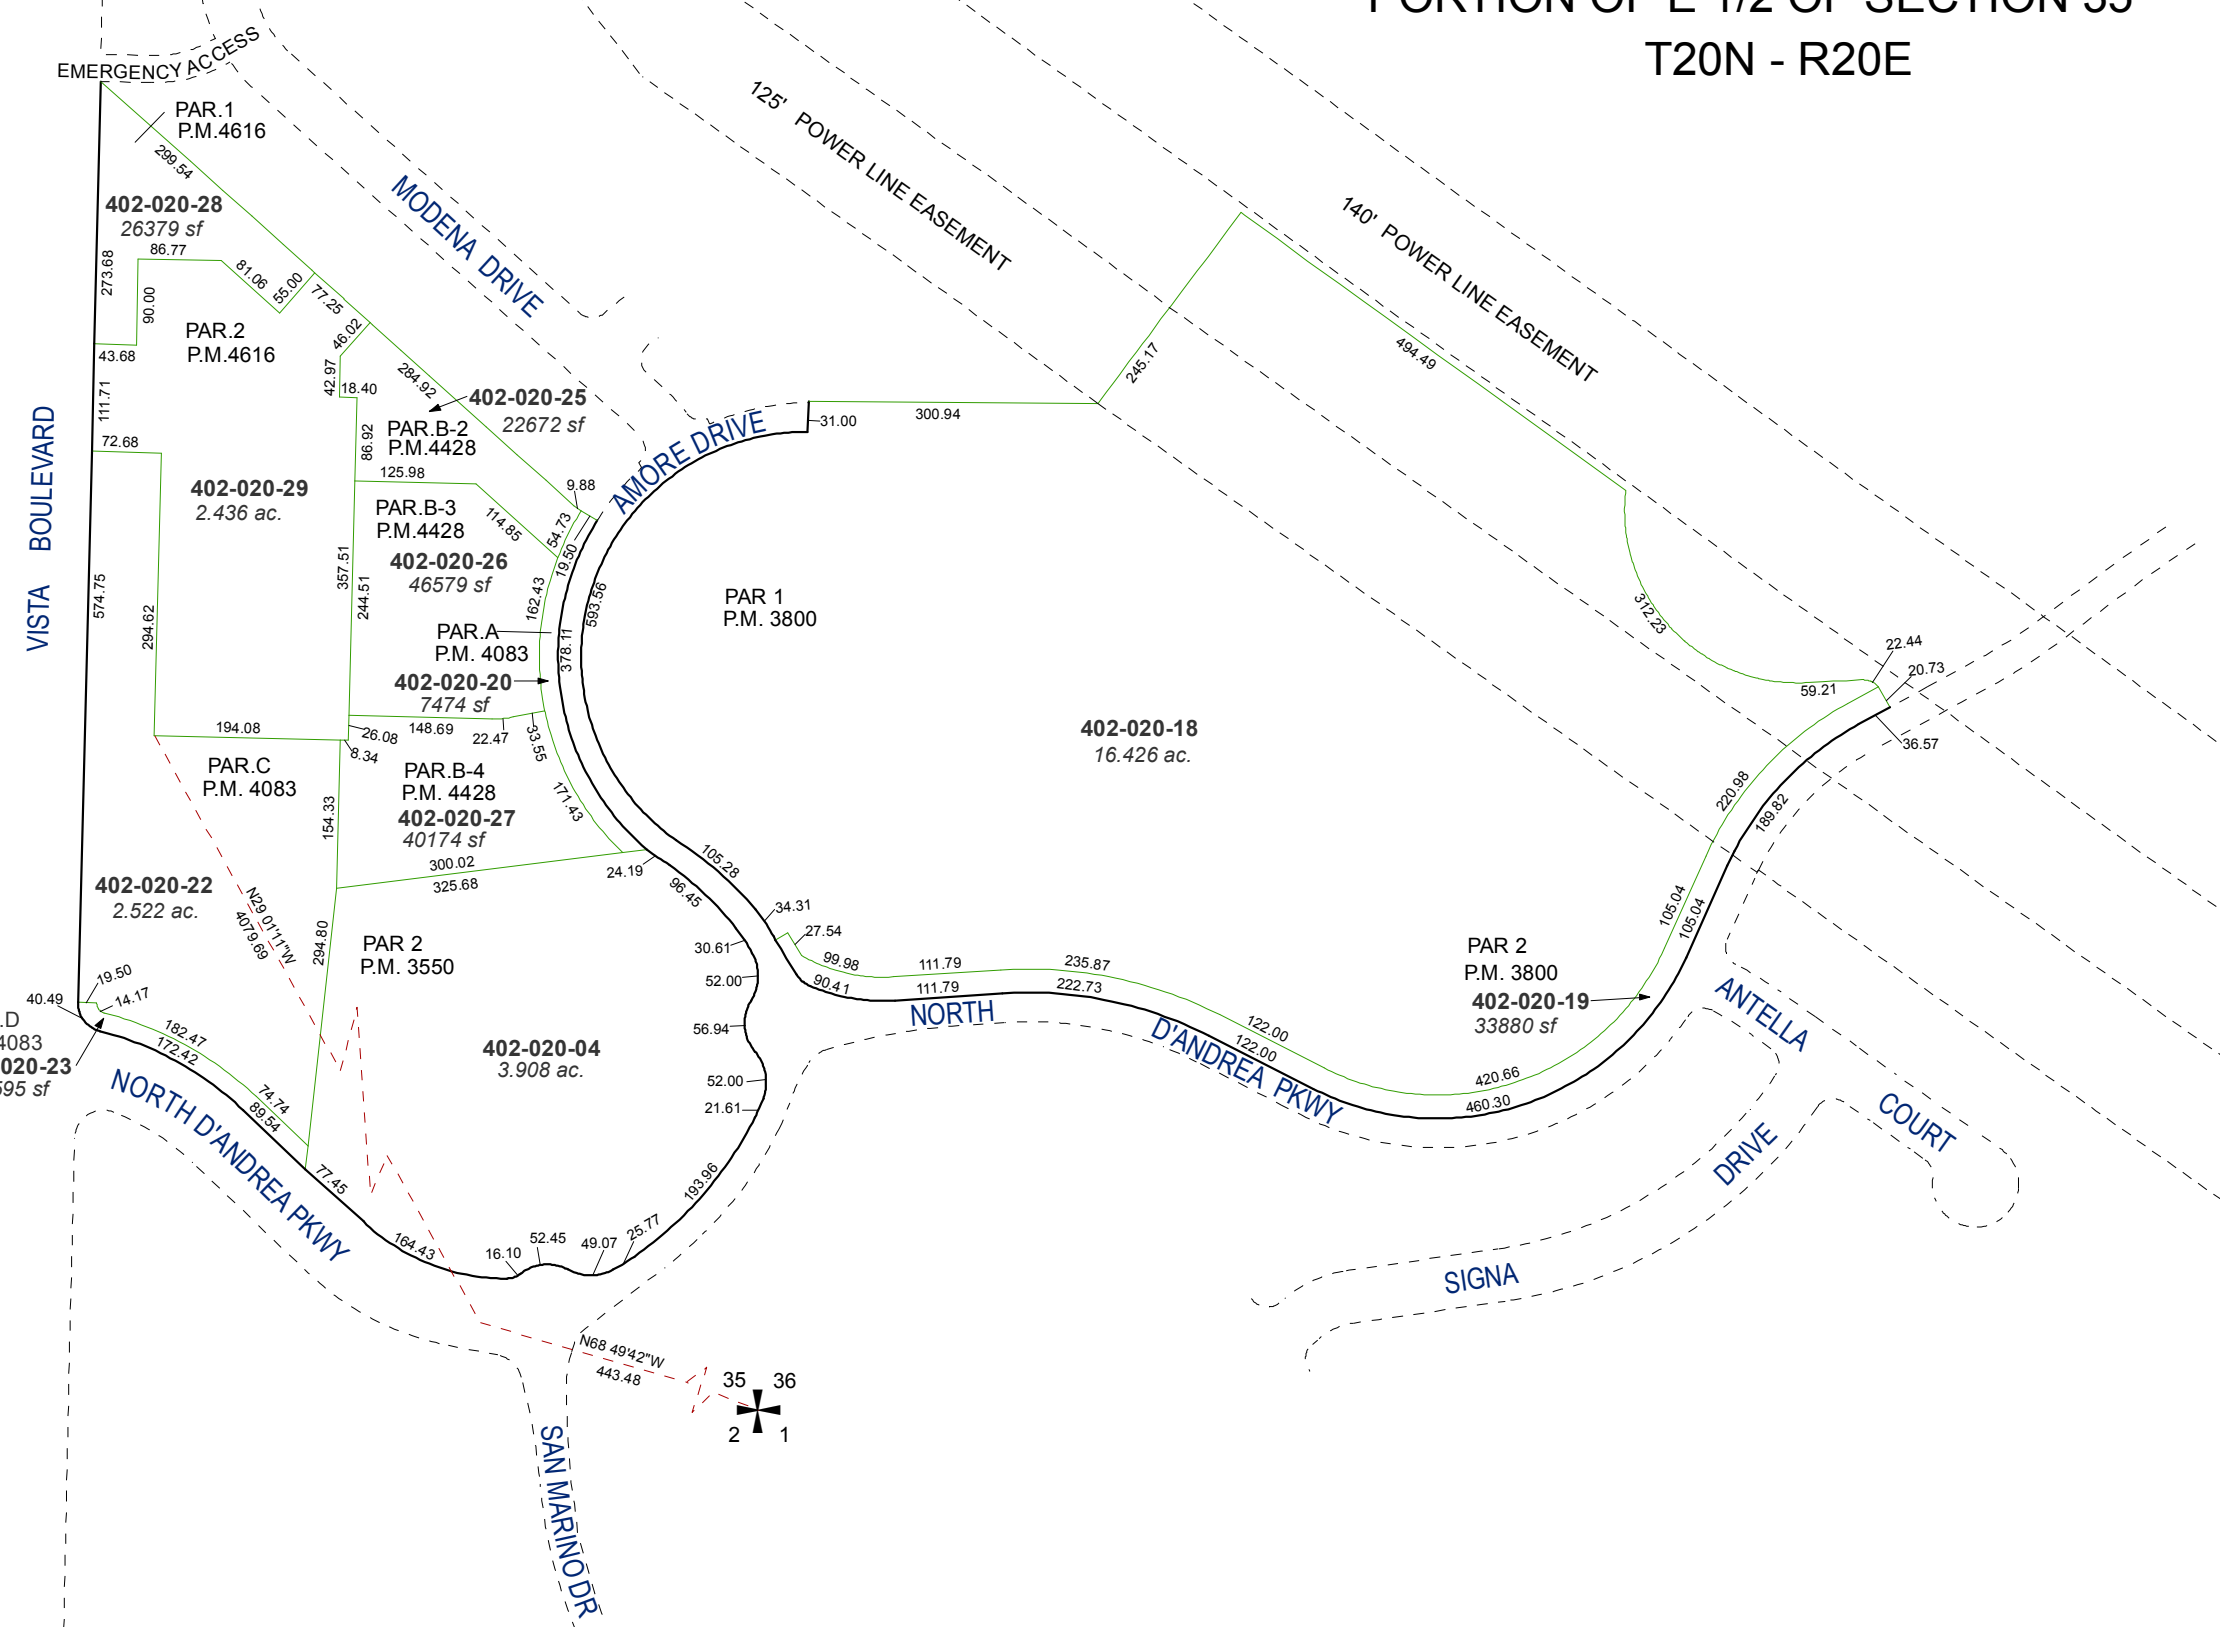 PORTION OF E 1/2 OF SECTION 35
T20N - R20E
EMERGENCY ACCESS
PAR.1
P.M.4616
299.54
402-020-28
26379 sf
86.77
81.06
55.00
77.25
273.68
90.00
43.68
PAR.2
P.M.4616
46.02
42.97
18.40
284.92
111.71
72.68
MODENA DRIVE
125' POWER LINE EASEMENT
140' POWER LINE EASEMENT
402-020-25
22672 sf
PAR.B-2
P.M.4428
86.92
125.98
9.88
AMORE DRIVE
31.00
300.94
245.17
494.49
VISTA BOULEVARD
402-020-29
2.436 ac.
PAR.B-3
P.M.4428
114.85
54.73
19.50
402-020-26
46579 sf
357.51
244.51
162.43
593.56
574.75
294.62
PAR.A
P.M. 4083
378.11
402-020-20
7474 sf
PAR 1
P.M. 3800
402-020-18
16.426 ac.
312.23
59.21
22.44
20.73
36.57
194.08
26.08
8.34
148.69
22.47
33.55
PAR.C
P.M. 4083
PAR.B-4
P.M. 4428
402-020-27
40174 sf
171.43
154.33
300.02
325.68
24.19
105.28
96.45
220.98
189.82
402-020-22
2.522 ac.
N29 01'11"W
4079.69
294.80
PAR 2
P.M. 3550
34.31
27.54
30.61
52.00
99.98
90.41
111.79
111.79
235.87
222.73
105.04
105.04
PAR 2
P.M. 3800
402-020-19
33880 sf
19.50
40.49
14.17
.D
4083
020-23
595 sf
182.47
172.42
74.74
89.54
56.94
52.00
21.61
402-020-04
3.908 ac.
NORTH D'ANDREA PKWY
122.00
122.00
420.66
460.30
ANTELLA COURT
NORTH D'ANDREA PKWY
77.45
164.43
16.10
52.45
49.07
25.77
193.96
SIGNA DRIVE
N68 49'42"W
443.48
35 36
2 1
SAN MARINO DR